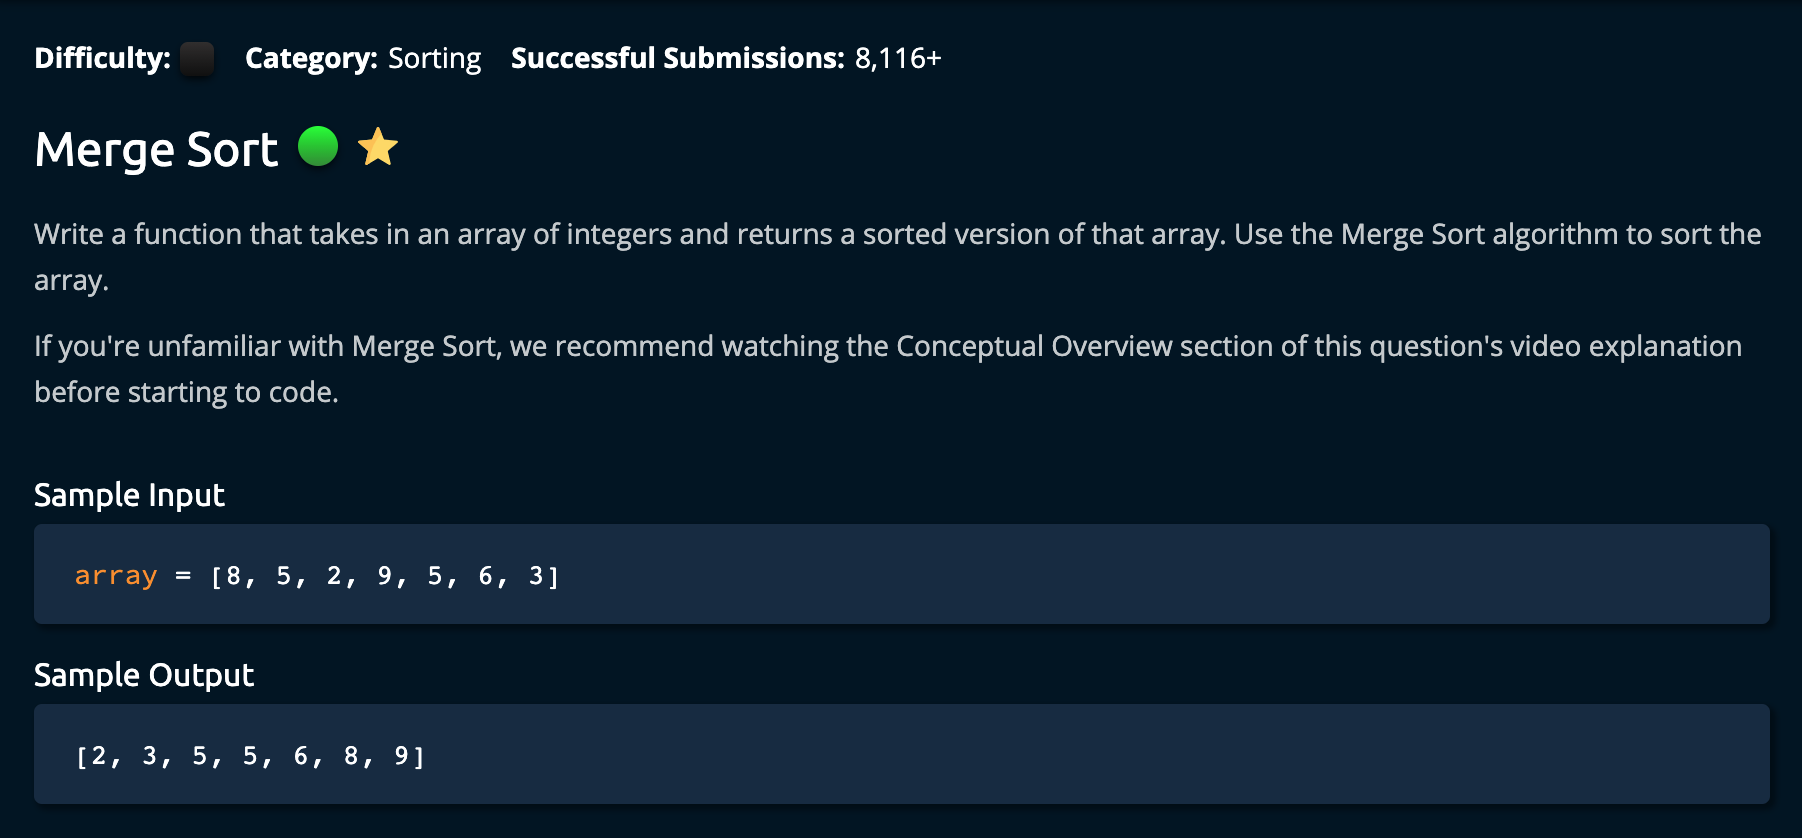 Difficulty: Category: Sorting Successful Submissions: 8,116+
Merge Sort
Write a function that takes in an array of integers and returns a sorted version of that array. Use the Merge Sort algorithm to sort the
array.
If you're unfamiliar with Merge Sort, we recommend watching the Conceptual Overview section of this question's video explanation
before starting to code.
Sample Input
array = [8, 5, 2, 9, 5, 6, 3]
Sample Output
[2, 3, 5, 5, 6, 8, 9]